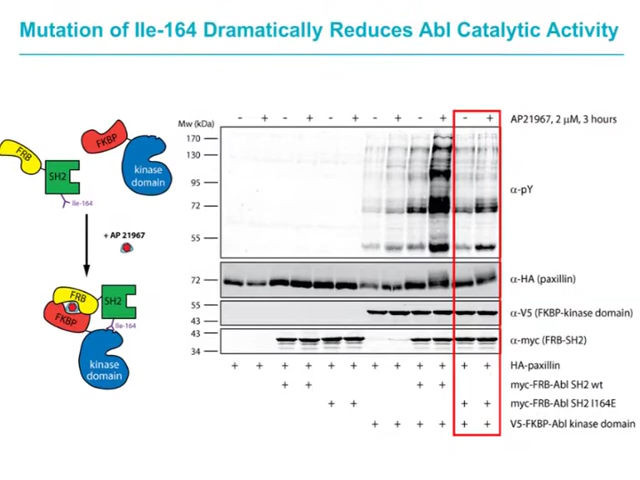 Mutation of Ile-164 Dramatically Reduces Abl Catalytic Activity
FRB
SH2
Ile-164
FKBP
kinase
domain
+ AP 21967
FRB
FKBP
SH2
Ile-164
kinase
domain
Mw (kDa)
- + - + - + - + - + - + AP21967, 2 μM, 3 hours
170
130
95
72
55
α-pY
72
α-HA (paxillin)
55
43
α-V5 (FKBP-kinase domain)
43
34
α-myc (FRB-SH2)
+ + + + + + + + + + + + HA-paxillin
+ + + + myc-FRB-Abl SH2 wt
+ + + + myc-FRB-Abl SH2 I164E
+ + + + + + V5-FKBP-Abl kinase domain